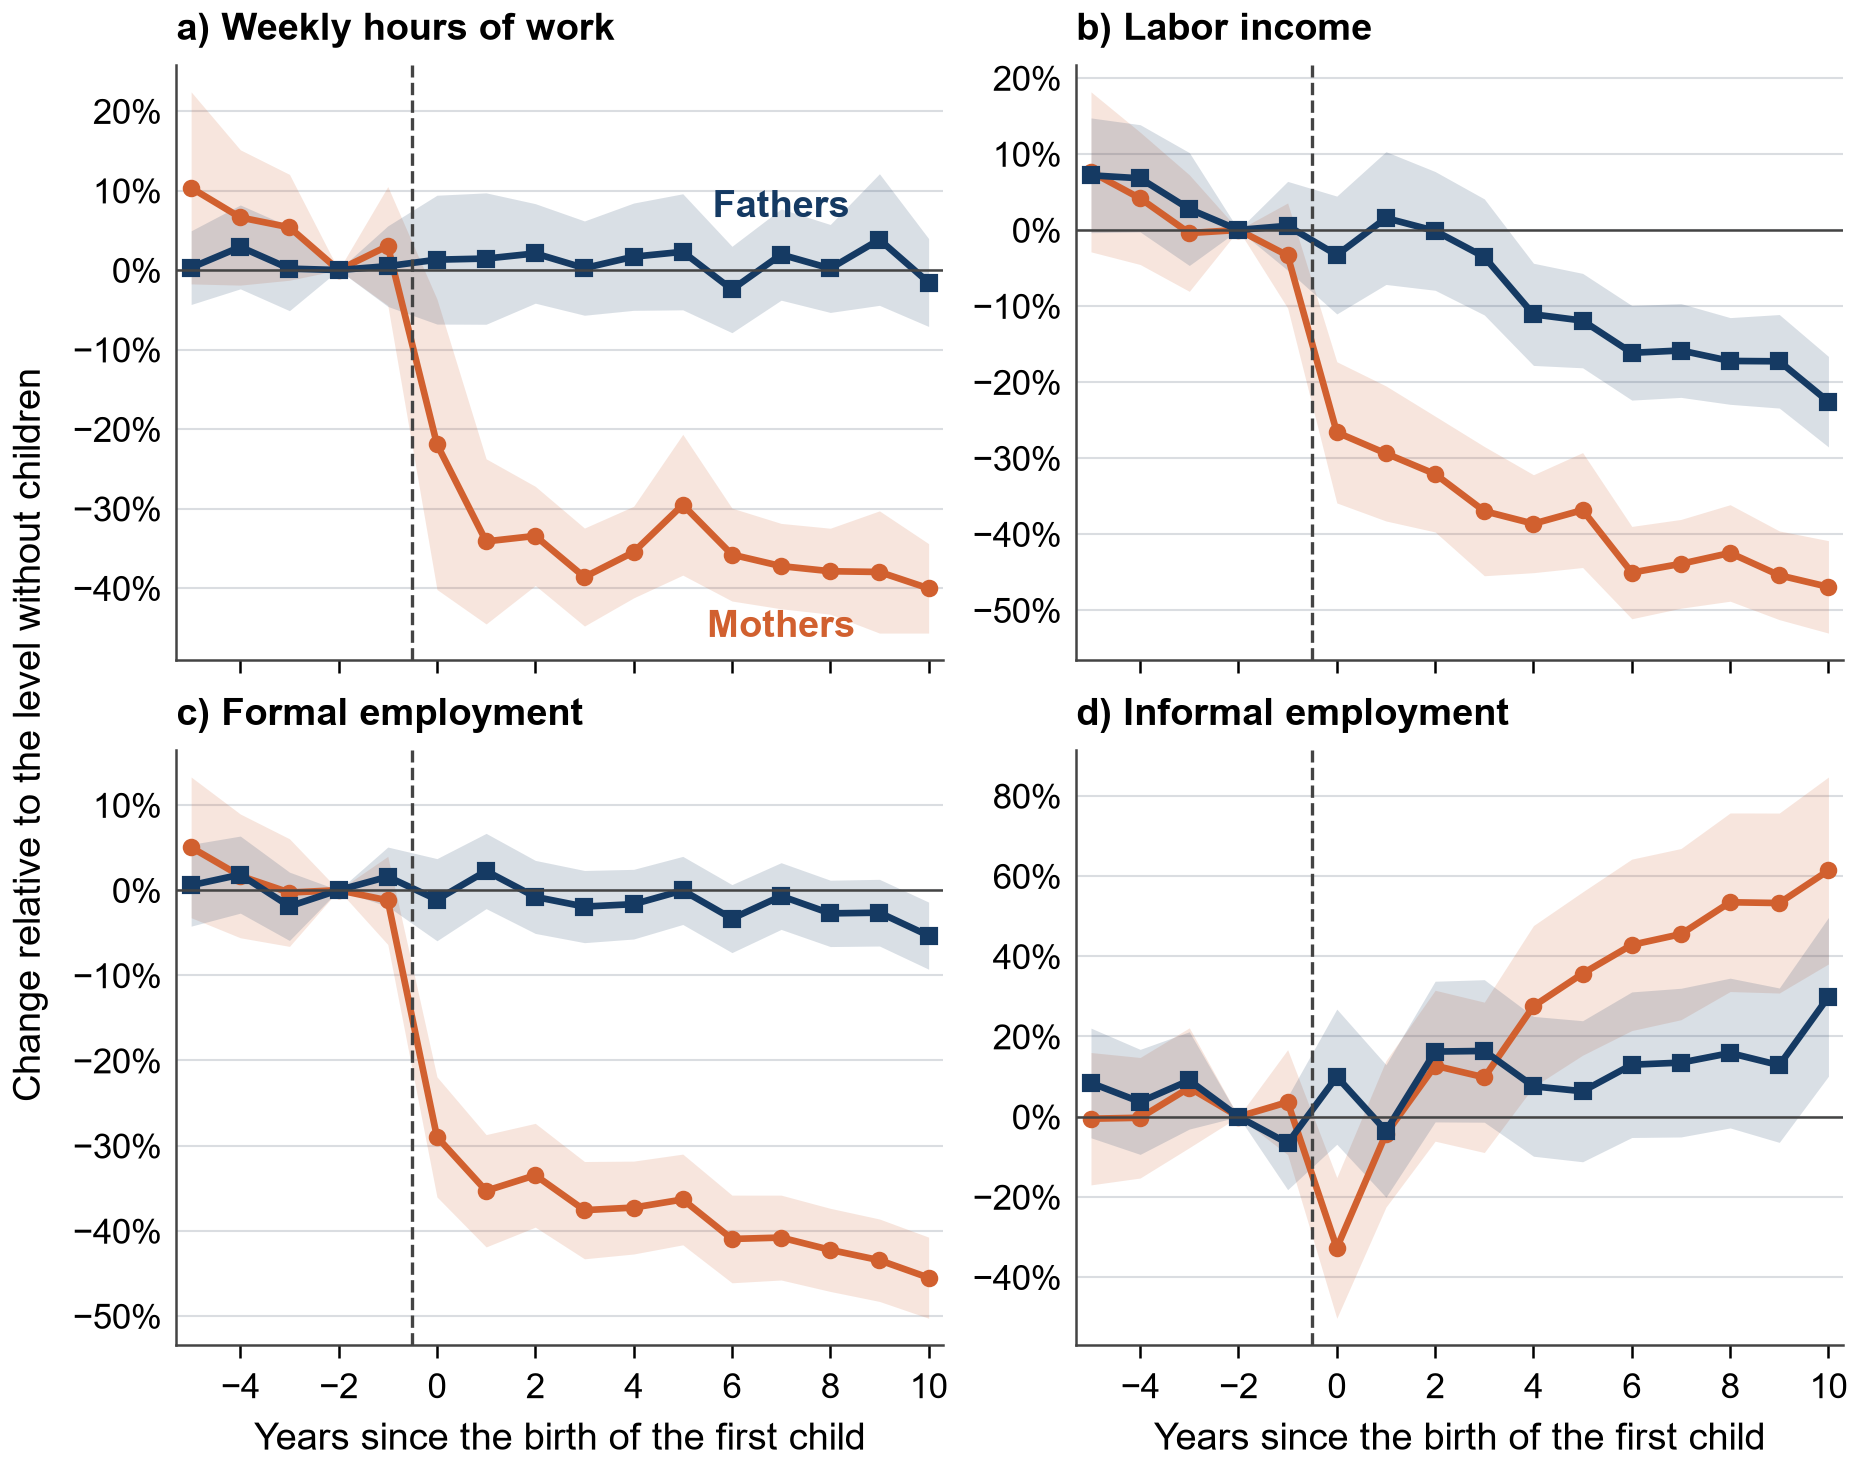 a) Weekly hours of work
20%
10%
0%
−10%
−20%
−30%
−40%
Fathers
Mothers
b) Labor income
20%
10%
0%
−10%
−20%
−30%
−40%
−50%
Change relative to the level without children
c) Formal employment
10%
0%
−10%
−20%
−30%
−40%
−50%
−4 −2 0 2 4 6 8 10
Years since the birth of the first child
d) Informal employment
80%
60%
40%
20%
0%
−20%
−40%
−4 −2 0 2 4 6 8 10
Years since the birth of the first child